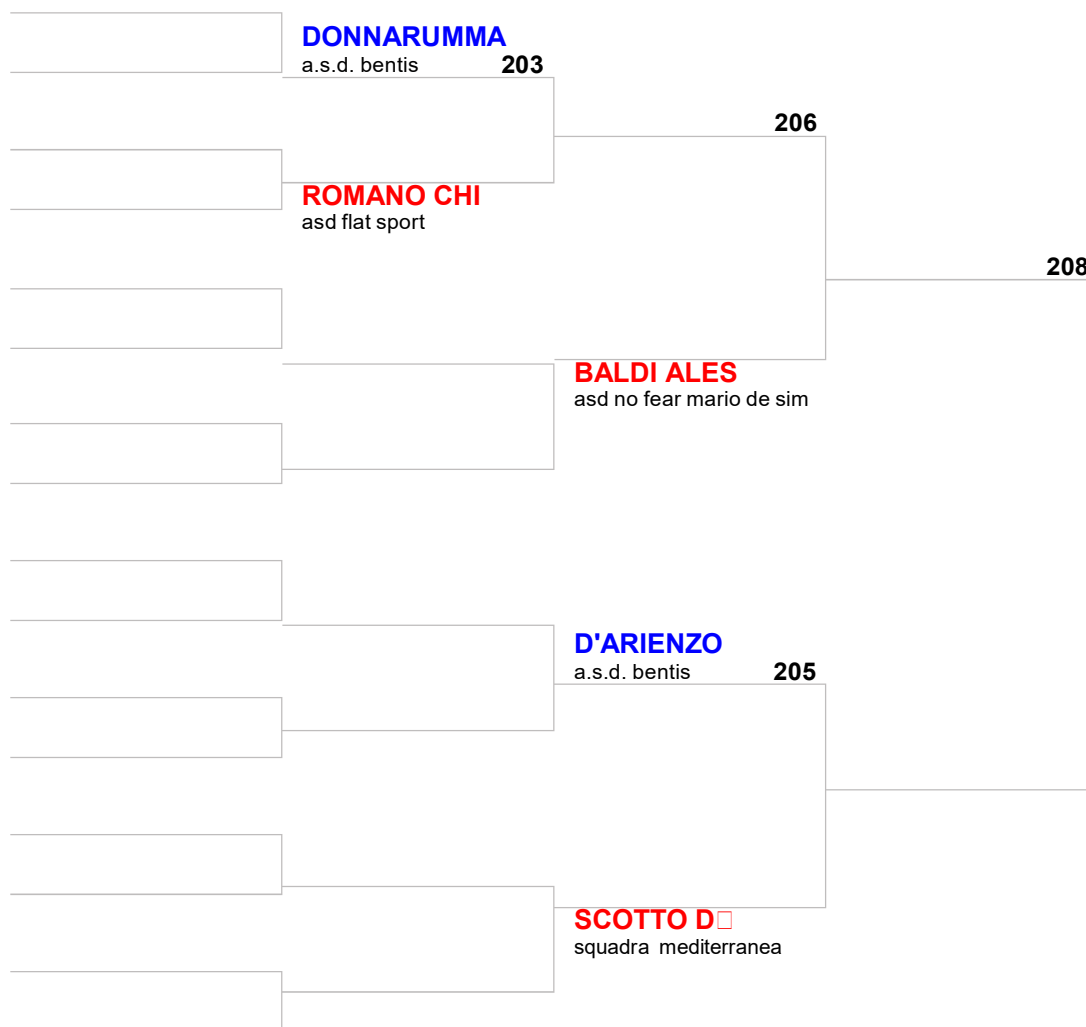 DONNARUMMA
a.s.d. bentis 203
206
ROMANO CHI
asd flat sport
208
BALDI ALES
asd no fear mario de sim
D'ARIENZO
a.s.d. bentis 205
SCOTTO D□
squadra mediterranea